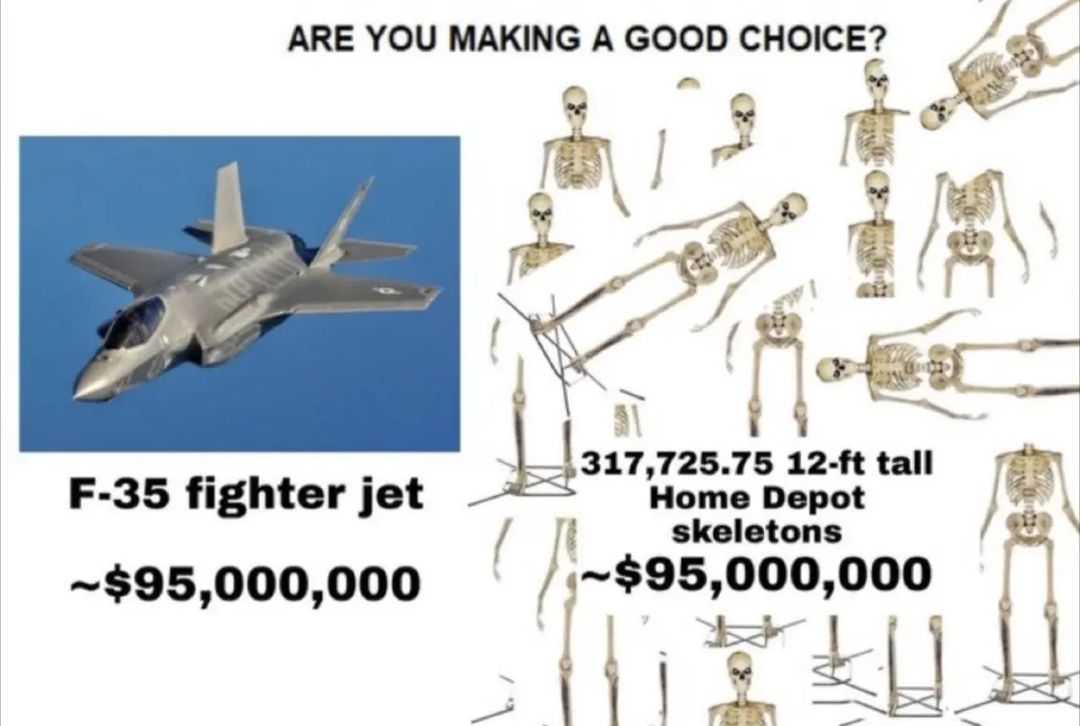 ARE YOU MAKING A GOOD CHOICE?
F-35 fighter jet
~$95,000,000
317,725.75 12-ft tall
Home Depot
skeletons
~$95,000,000